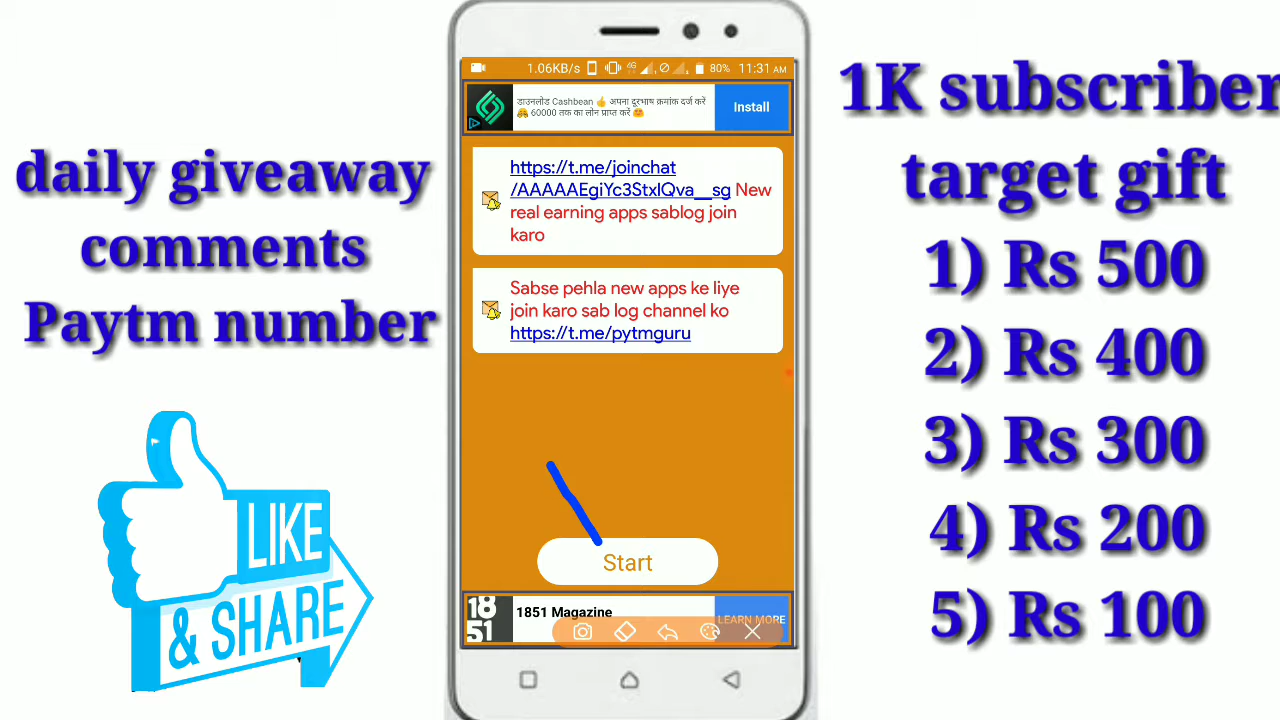 daily giveaway
comments
Paytm number
LIKE
& SHARE
1.06KB/s 4G 80% 11:31 AM
डाउनलोड Cashbean 👍 अपना दूरभाष क्रमांक दर्ज करें
🤗 60000 तक का लोन प्राप्त करें 🤗
Install
https://t.me/joinchat
/AAAAAEgiYc3StxlQva__sg New
real earning apps sablog join
karo
Sabse pehla new apps ke liye
join karo sab log channel ko
https://t.me/pytmguru
Start
18
51
1851 Magazine
LEARN MORE
1K subscriber
target gift
1) Rs 500
2) Rs 400
3) Rs 300
4) Rs 200
5) Rs 100